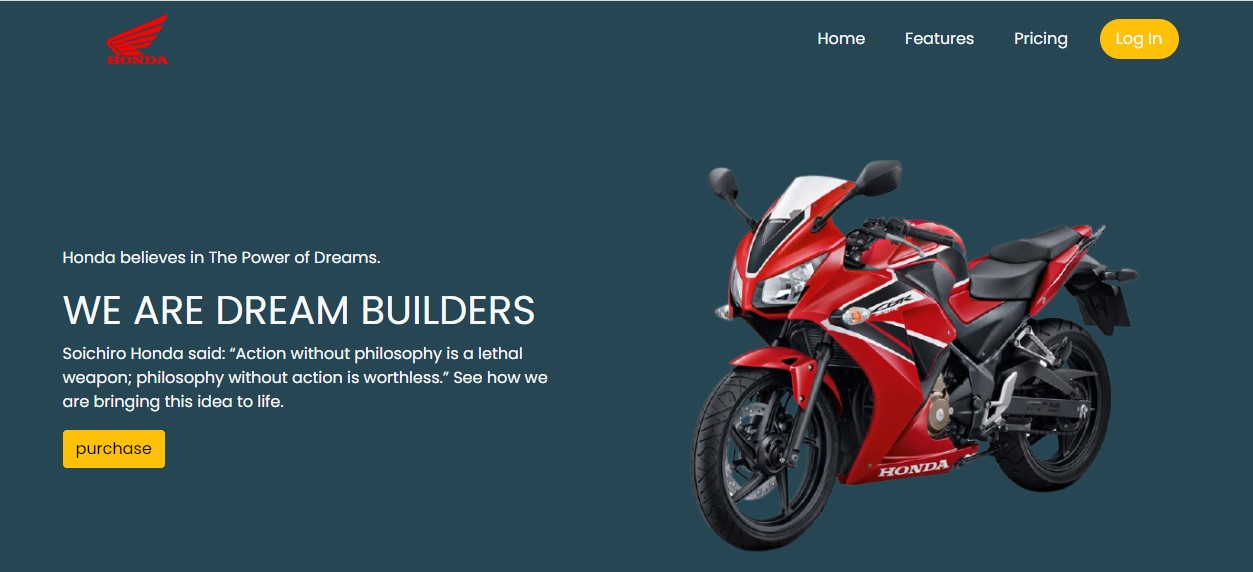 HONDA
Home Features Pricing Log In
Honda believes in The Power of Dreams.
WE ARE DREAM BUILDERS
Soichiro Honda said: “Action without philosophy is a lethal
weapon; philosophy without action is worthless.” See how we
are bringing this idea to life.
purchase
CBR
HONDA